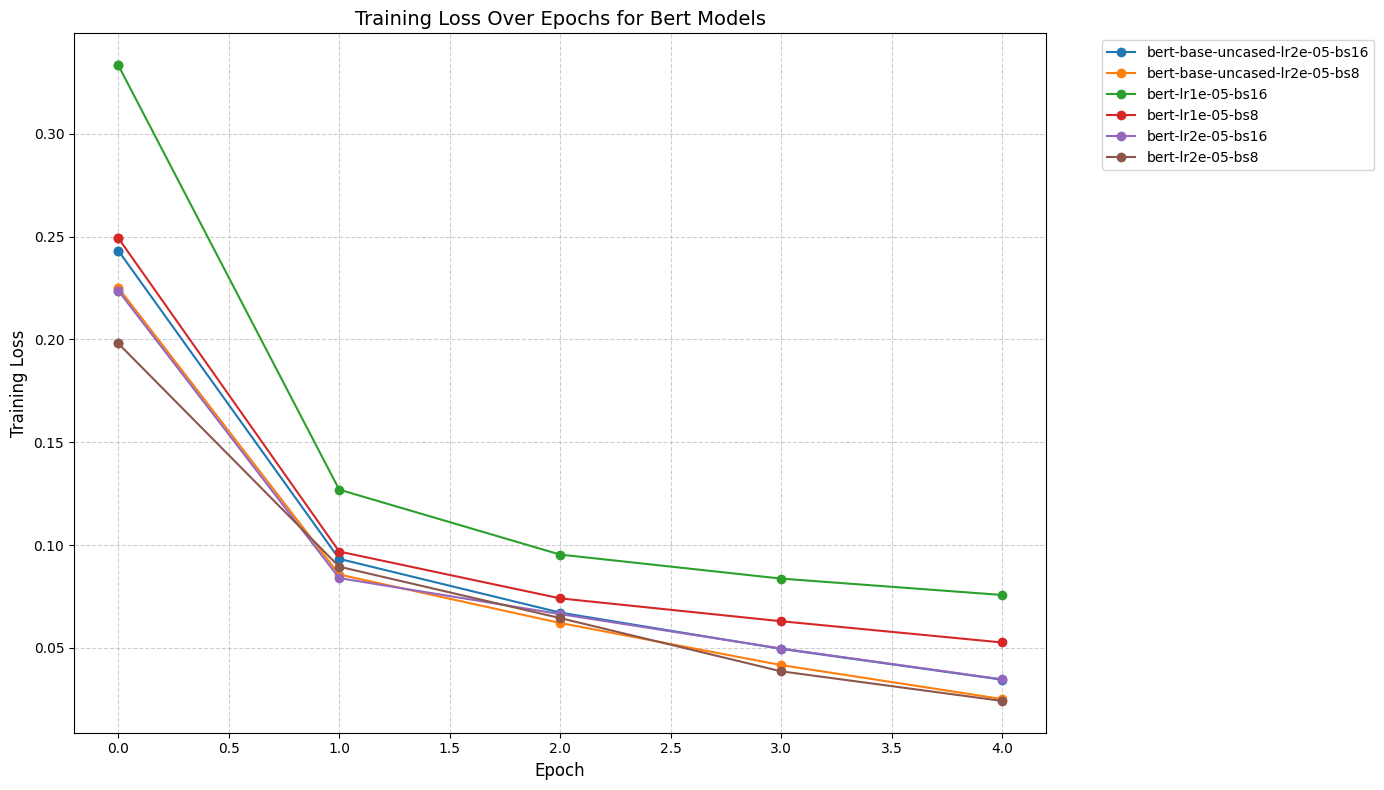 Training Loss Over Epochs for Bert Models
bert-base-uncased-lr2e-05-bs16
bert-base-uncased-lr2e-05-bs8
bert-lr1e-05-bs16
bert-lr1e-05-bs8
bert-lr2e-05-bs16
bert-lr2e-05-bs8
Training Loss
0.30
0.25
0.20
0.15
0.10
0.05
0.0 0.5 1.0 1.5 2.0 2.5 3.0 3.5 4.0
Epoch